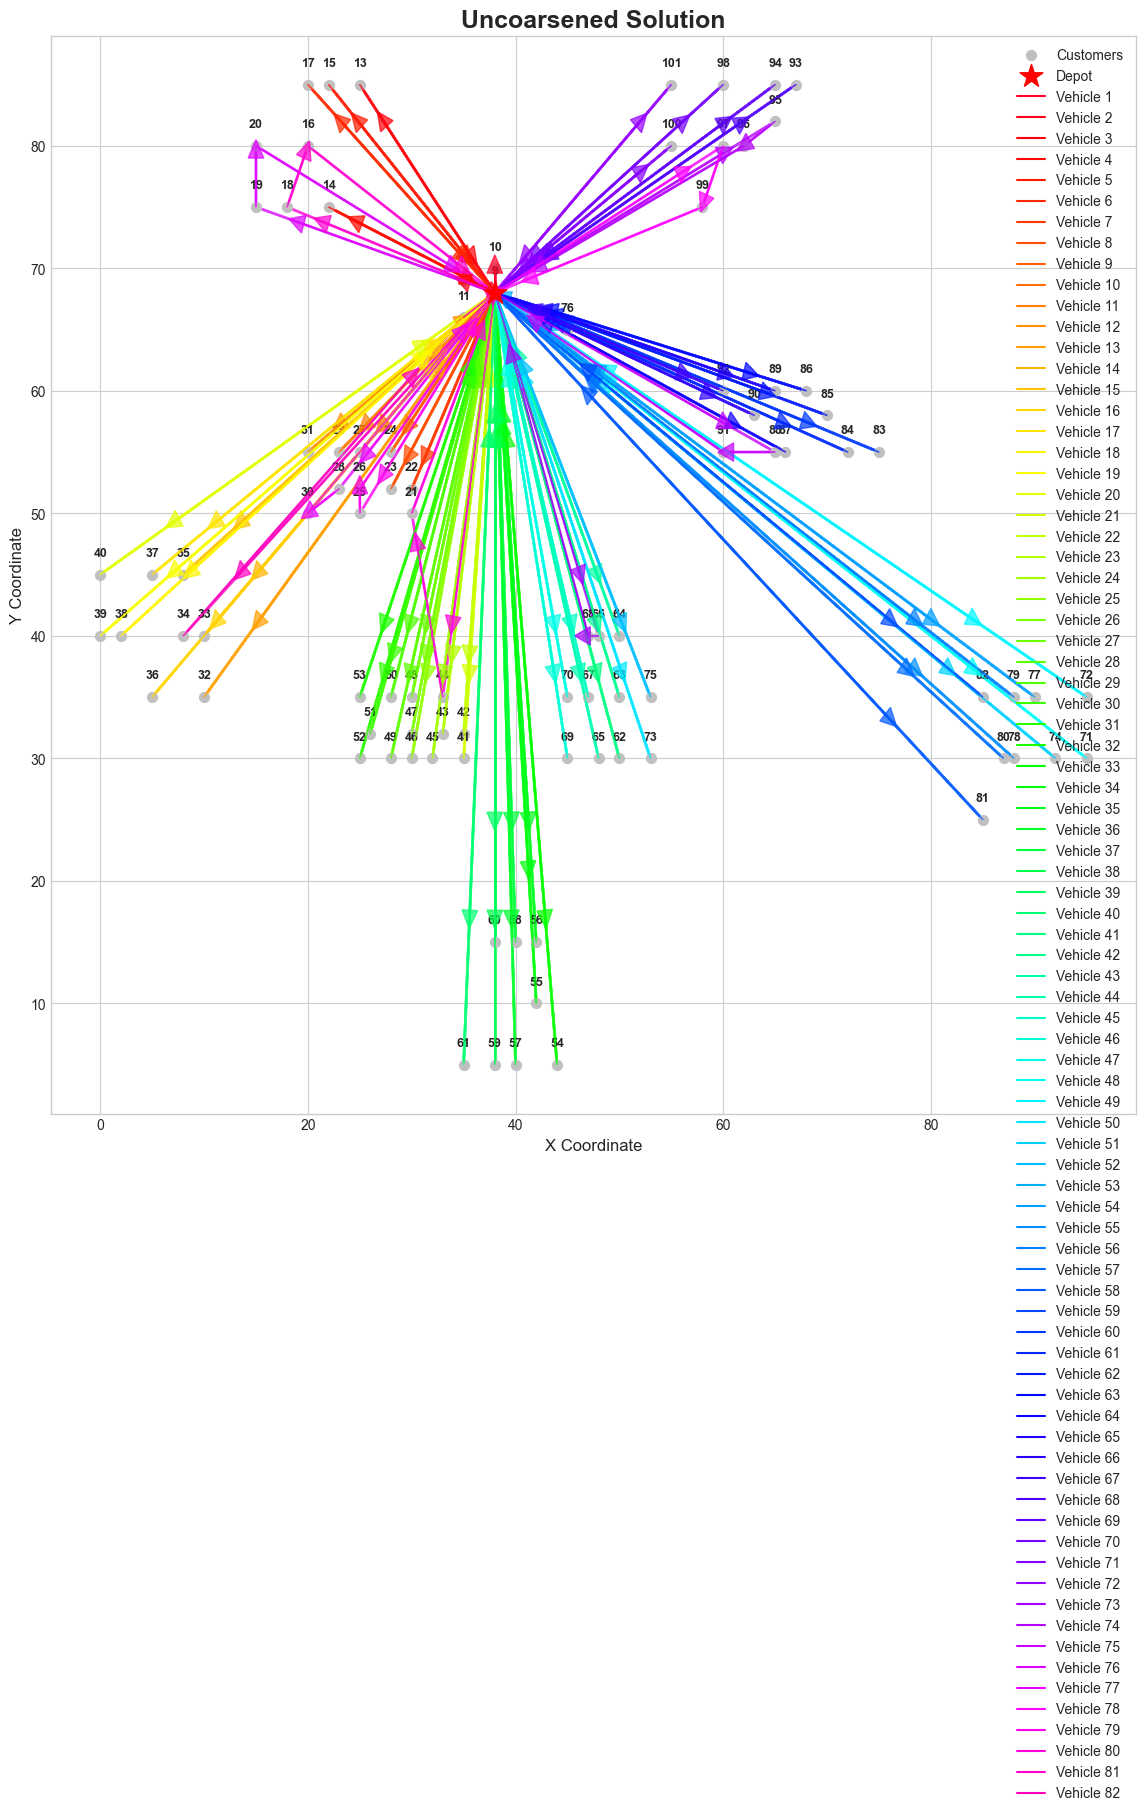 Uncoarsened Solution
17 15 13
101 98 94 93
95
20 16
100 97 96
19 18 14
99
10
9
11
76
92 89 86
90 85
31 24
91 88 87 84 83
28 26 23 22
30 25 21
40 37 35
39 38 34 33
68 66 64
36 32
53 50 48
70 67 63 75
82 79 77 72
51 47 43 42
52 49 46 45 41
69 65 62 73
80 78 74 71
81
60 58 56
55
61 59 57 54
80
70
60
50
40
30
20
10
Y Coordinate
0 20 40 60 80
X Coordinate
Customers
Depot
Vehicle 1
Vehicle 2
Vehicle 3
Vehicle 4
Vehicle 5
Vehicle 6
Vehicle 7
Vehicle 8
Vehicle 9
Vehicle 10
Vehicle 11
Vehicle 12
Vehicle 13
Vehicle 14
Vehicle 15
Vehicle 16
Vehicle 17
Vehicle 18
Vehicle 19
Vehicle 20
Vehicle 21
Vehicle 22
Vehicle 23
Vehicle 24
Vehicle 25
Vehicle 26
Vehicle 27
Vehicle 28
Vehicle 29
Vehicle 30
Vehicle 31
Vehicle 32
Vehicle 33
Vehicle 34
Vehicle 35
Vehicle 36
Vehicle 37
Vehicle 38
Vehicle 39
Vehicle 40
Vehicle 41
Vehicle 42
Vehicle 43
Vehicle 44
Vehicle 45
Vehicle 46
Vehicle 47
Vehicle 48
Vehicle 49
Vehicle 50
Vehicle 51
Vehicle 52
Vehicle 53
Vehicle 54
Vehicle 55
Vehicle 56
Vehicle 57
Vehicle 58
Vehicle 59
Vehicle 60
Vehicle 61
Vehicle 62
Vehicle 63
Vehicle 64
Vehicle 65
Vehicle 66
Vehicle 67
Vehicle 68
Vehicle 69
Vehicle 70
Vehicle 71
Vehicle 72
Vehicle 73
Vehicle 74
Vehicle 75
Vehicle 76
Vehicle 77
Vehicle 78
Vehicle 79
Vehicle 80
Vehicle 81
Vehicle 82